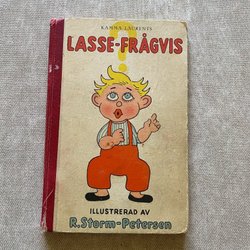 KAMMA LAURENTS
LASSE-FRÅGVIS
ILLUSTRERAD AV
R. Storm-Petersen